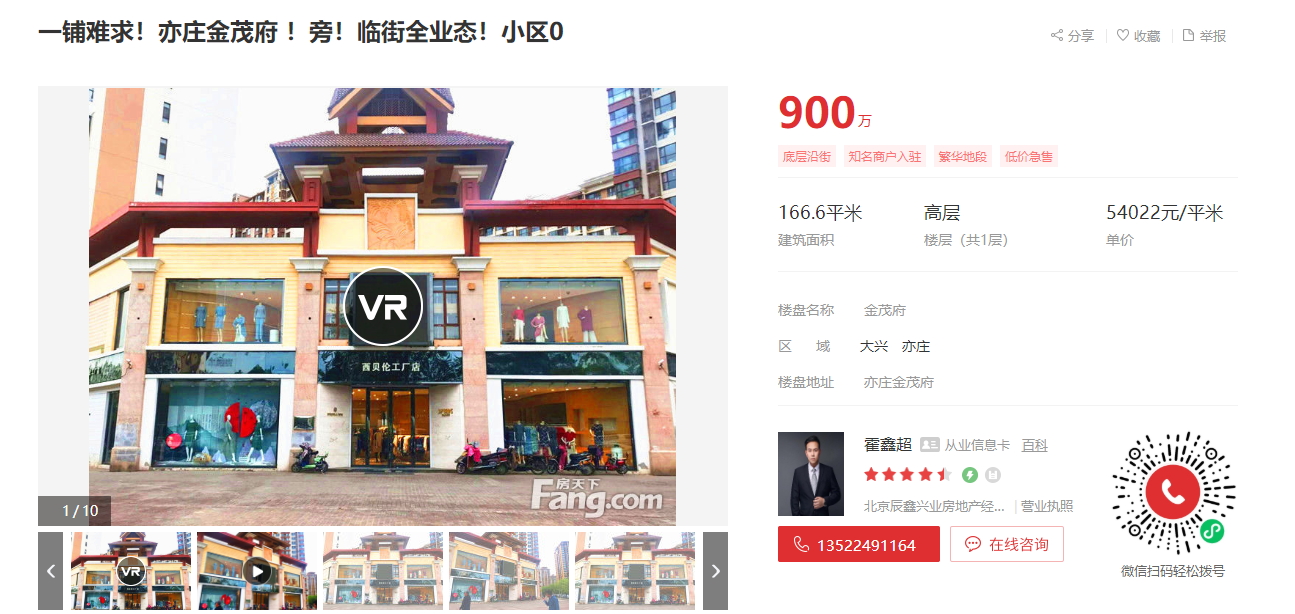 一铺难求！亦庄金茂府 ！旁！临街全业态！小区0
分享
收藏
举报
900万
底层沿街 知名商户入驻 繁华地段 低价急售
166.6平米 高层 54022元/平米
建筑面积 楼层（共1层） 单价
楼盘名称 金茂府
区 域 大兴 亦庄
楼盘地址 亦庄金茂府
VR
西贝伦工厂店
房天下
Fang.com
1 / 10
VR
霍鑫超 从业信息卡 百科
北京辰鑫兴业房地产经... | 营业执照
13522491164 在线咨询
微信扫码轻松拨号